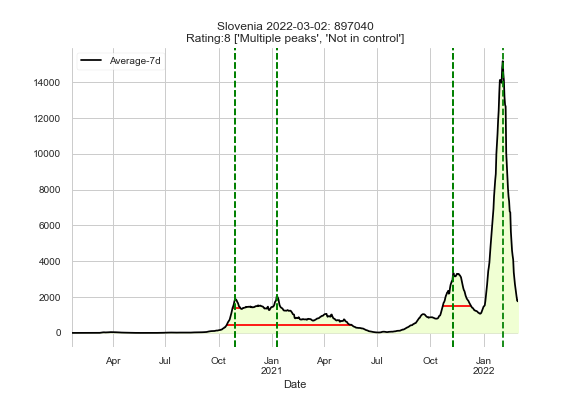 Slovenia 2022-03-02: 897040
Rating:8 ['Multiple peaks', 'Not in control']
Average-7d
14000
12000
10000
8000
6000
4000
2000
0
Apr Jul Oct Jan Apr Jul Oct Jan
2021 2022
Date